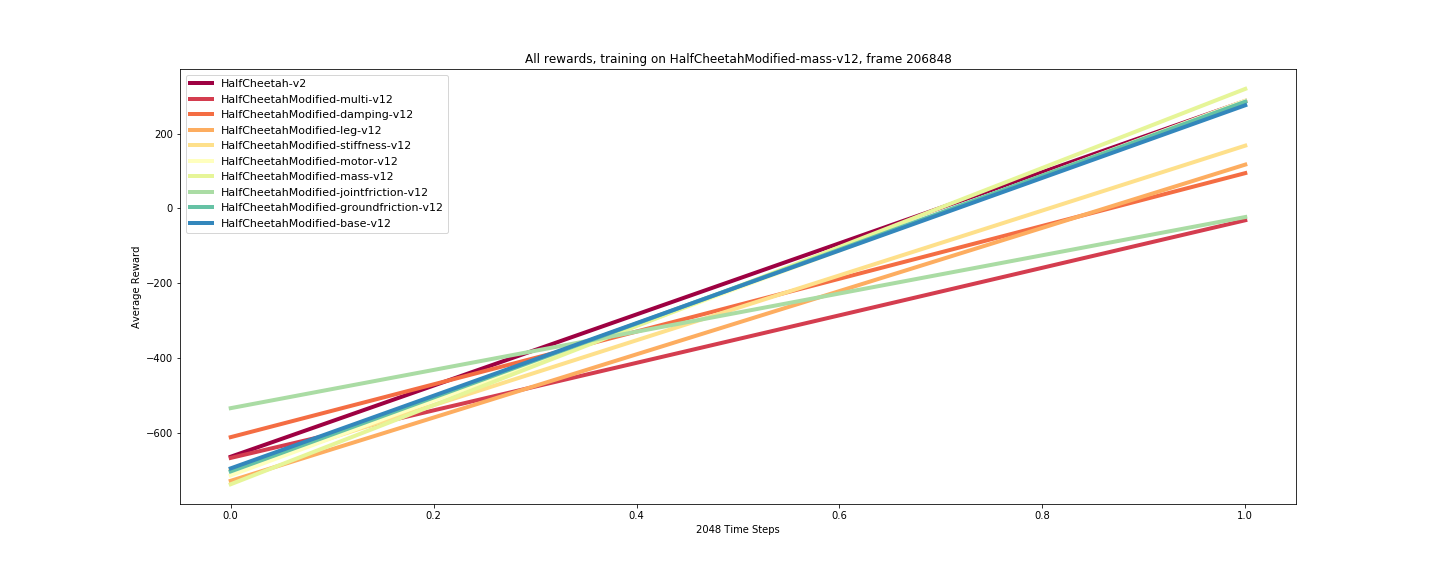 All rewards, training on HalfCheetahModified-mass-v12, frame 206848
HalfCheetah-v2
HalfCheetahModified-multi-v12
HalfCheetahModified-damping-v12
HalfCheetahModified-leg-v12
HalfCheetahModified-stiffness-v12
HalfCheetahModified-motor-v12
HalfCheetahModified-mass-v12
HalfCheetahModified-jointfriction-v12
HalfCheetahModified-groundfriction-v12
HalfCheetahModified-base-v12
Average Reward
200
0
−200
−400
−600
0.0 0.2 0.4 0.6 0.8 1.0
2048 Time Steps